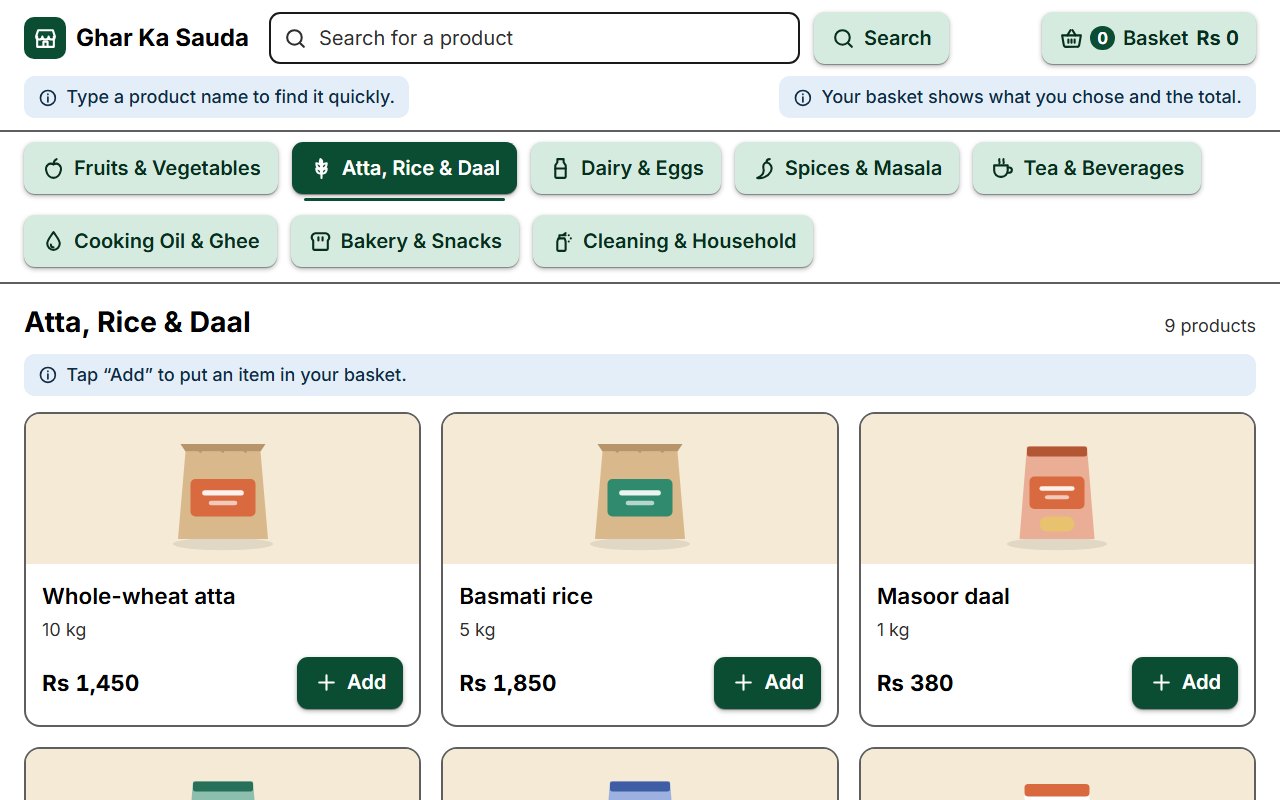 Ghar Ka Sauda
Search for a product
Search
0 Basket Rs 0
Type a product name to find it quickly.
Your basket shows what you chose and the total.
Fruits & Vegetables
Atta, Rice & Daal
Dairy & Eggs
Spices & Masala
Tea & Beverages
Cooking Oil & Ghee
Bakery & Snacks
Cleaning & Household
Atta, Rice & Daal
9 products
Tap “Add” to put an item in your basket.
Whole-wheat atta
10 kg
Rs 1,450
Add
Basmati rice
5 kg
Rs 1,850
Add
Masoor daal
1 kg
Rs 380
Add